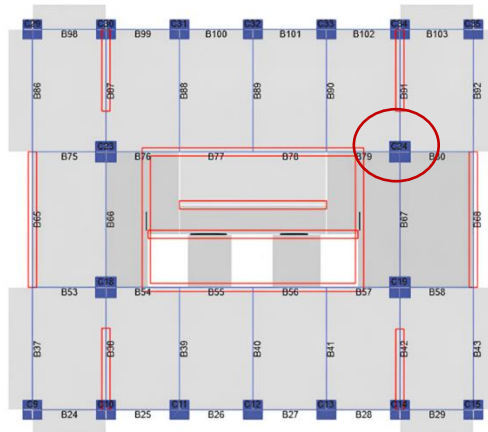 C29 C30 C31 C32 C33 C34 C35
B98 B99 B100 B101 B102 B103
B86 B87 B88 B89 B90 B91 B92
C23 C24
B75 B76 B77 B78 B79 B80
B65 B66 B67 B68
C18 C19
B53 B54 B55 B56 B57 B58
B37 B38 B39 B40 B41 B42 B43
C9 C10 C11 C12 C13 C14 C15
B24 B25 B26 B27 B28 B29